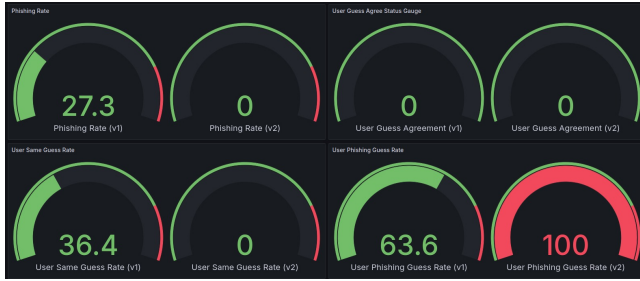 Phishing Rate
27.3
Phishing Rate (v1)
0
Phishing Rate (v2)
User Guess Agree Status Gauge
0
User Guess Agreement (v1)
0
User Guess Agreement (v2)
User Same Guess Rate
36.4
User Same Guess Rate (v1)
0
User Same Guess Rate (v2)
User Phishing Guess Rate
63.6
User Phishing Guess Rate (v1)
100
User Phishing Guess Rate (v2)